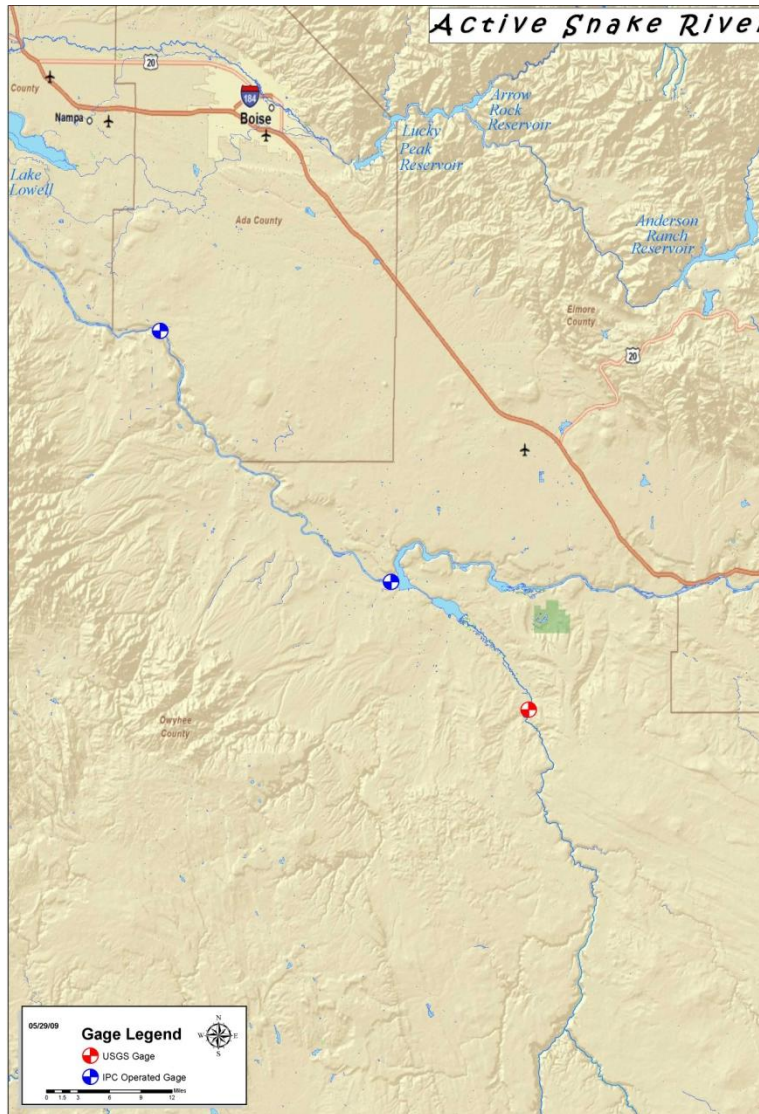 Active Snake River
20
County
184
Nampa
Boise
Arrow
Rock
Reservoir
Lucky
Peak
Reservoir
Lake
Lowell
Ada County
Anderson
Ranch
Reservoir
Elmore
County
20
Owyhee
County
05/29/09
Gage Legend
N
W E
S
USGS Gage
IPC Operated Gage
Miles
0 1.5 3 6 9 12